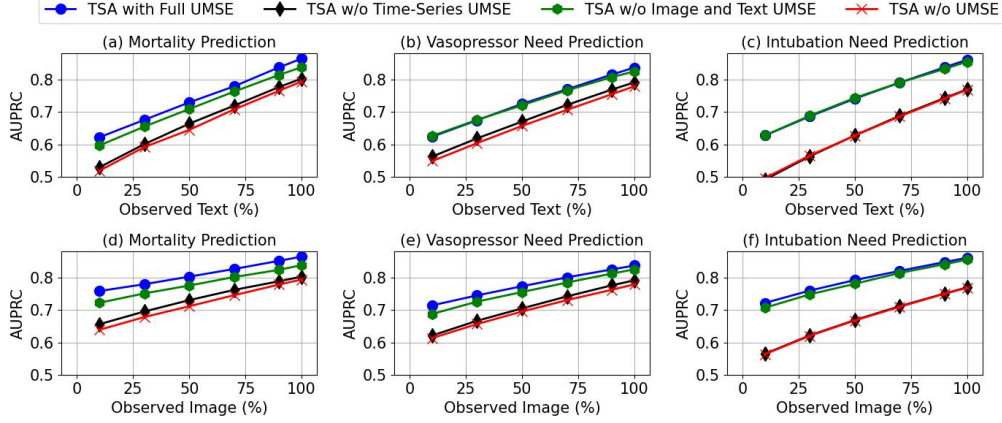 TSA with Full UMSE TSA w/o Time-Series UMSE TSA w/o Image and Text UMSE TSA w/o UMSE
(a) Mortality Prediction (b) Vasopressor Need Prediction (c) Intubation Need Prediction
AUPRC AUPRC AUPRC
0.8 0.8 0.8
0.7 0.7 0.7
0.6 0.6 0.6
0.5 0.5 0.5
0 25 50 75 100 0 25 50 75 100 0 25 50 75 100
Observed Text (%) Observed Text (%) Observed Text (%)
(d) Mortality Prediction (e) Vasopressor Need Prediction (f) Intubation Need Prediction
AUPRC AUPRC AUPRC
0.8 0.8 0.8
0.7 0.7 0.7
0.6 0.6 0.6
0.5 0.5 0.5
0 25 50 75 100 0 25 50 75 100 0 25 50 75 100
Observed Image (%) Observed Image (%) Observed Image (%)